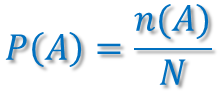 P(A) = n(A)/N